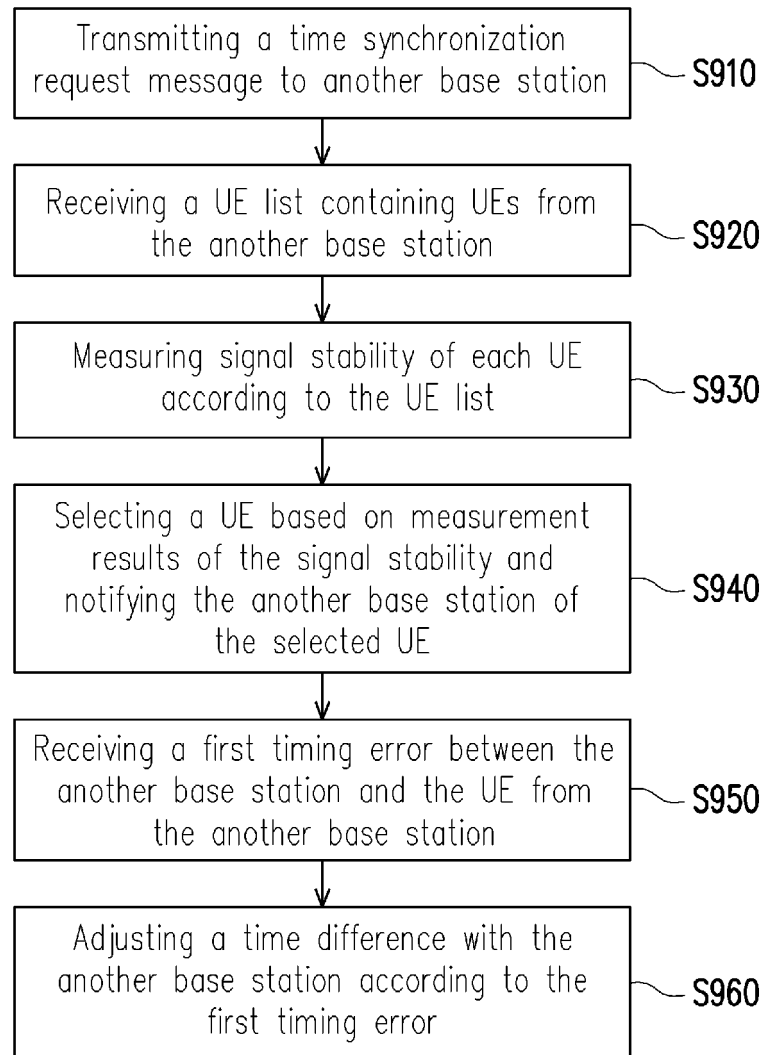 Transmitting a time synchronization
request message to another base station
S910
Receiving a UE list containing UEs from
the another base station
S920
Measuring signal stability of each UE
according to the UE list
S930
Selecting a UE based on measurement
results of the signal stability and
notifying the another base station of
the selected UE
S940
Receiving a first timing error between the
another base station and the UE from
the another base station
S950
Adjusting a time difference with the
another base station according to the
first timing error
S960